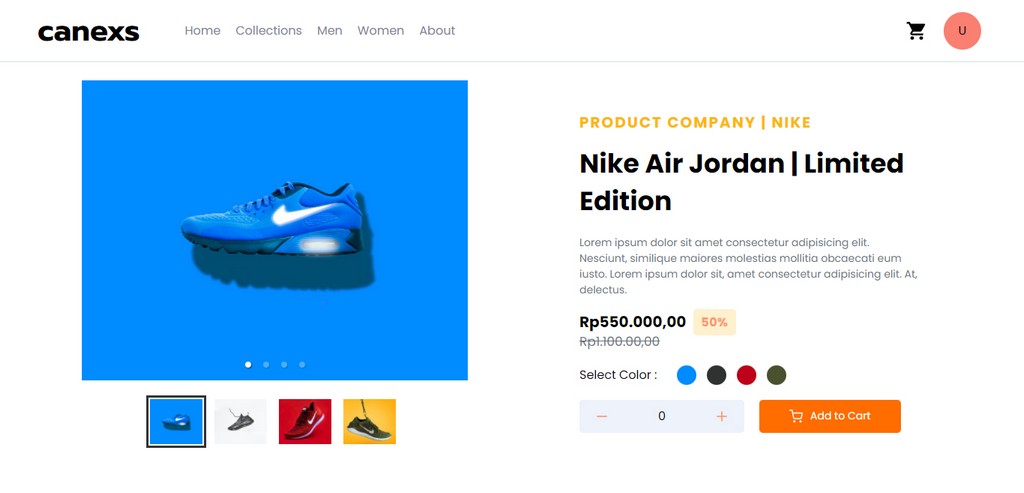 canexs
Home Collections Men Women About
U
PRODUCT COMPANY | NIKE
Nike Air Jordan | Limited
Edition
Lorem ipsum dolor sit amet consectetur adipisicing elit.
Nesciunt, similique maiores molestias mollitia obcaecati eum
iusto. Lorem ipsum dolor sit, amet consectetur adipisicing elit. At,
delectus.
Rp550.000,00 50%
Rp1.100.00,00
Select Color :
− 0 +
Add to Cart